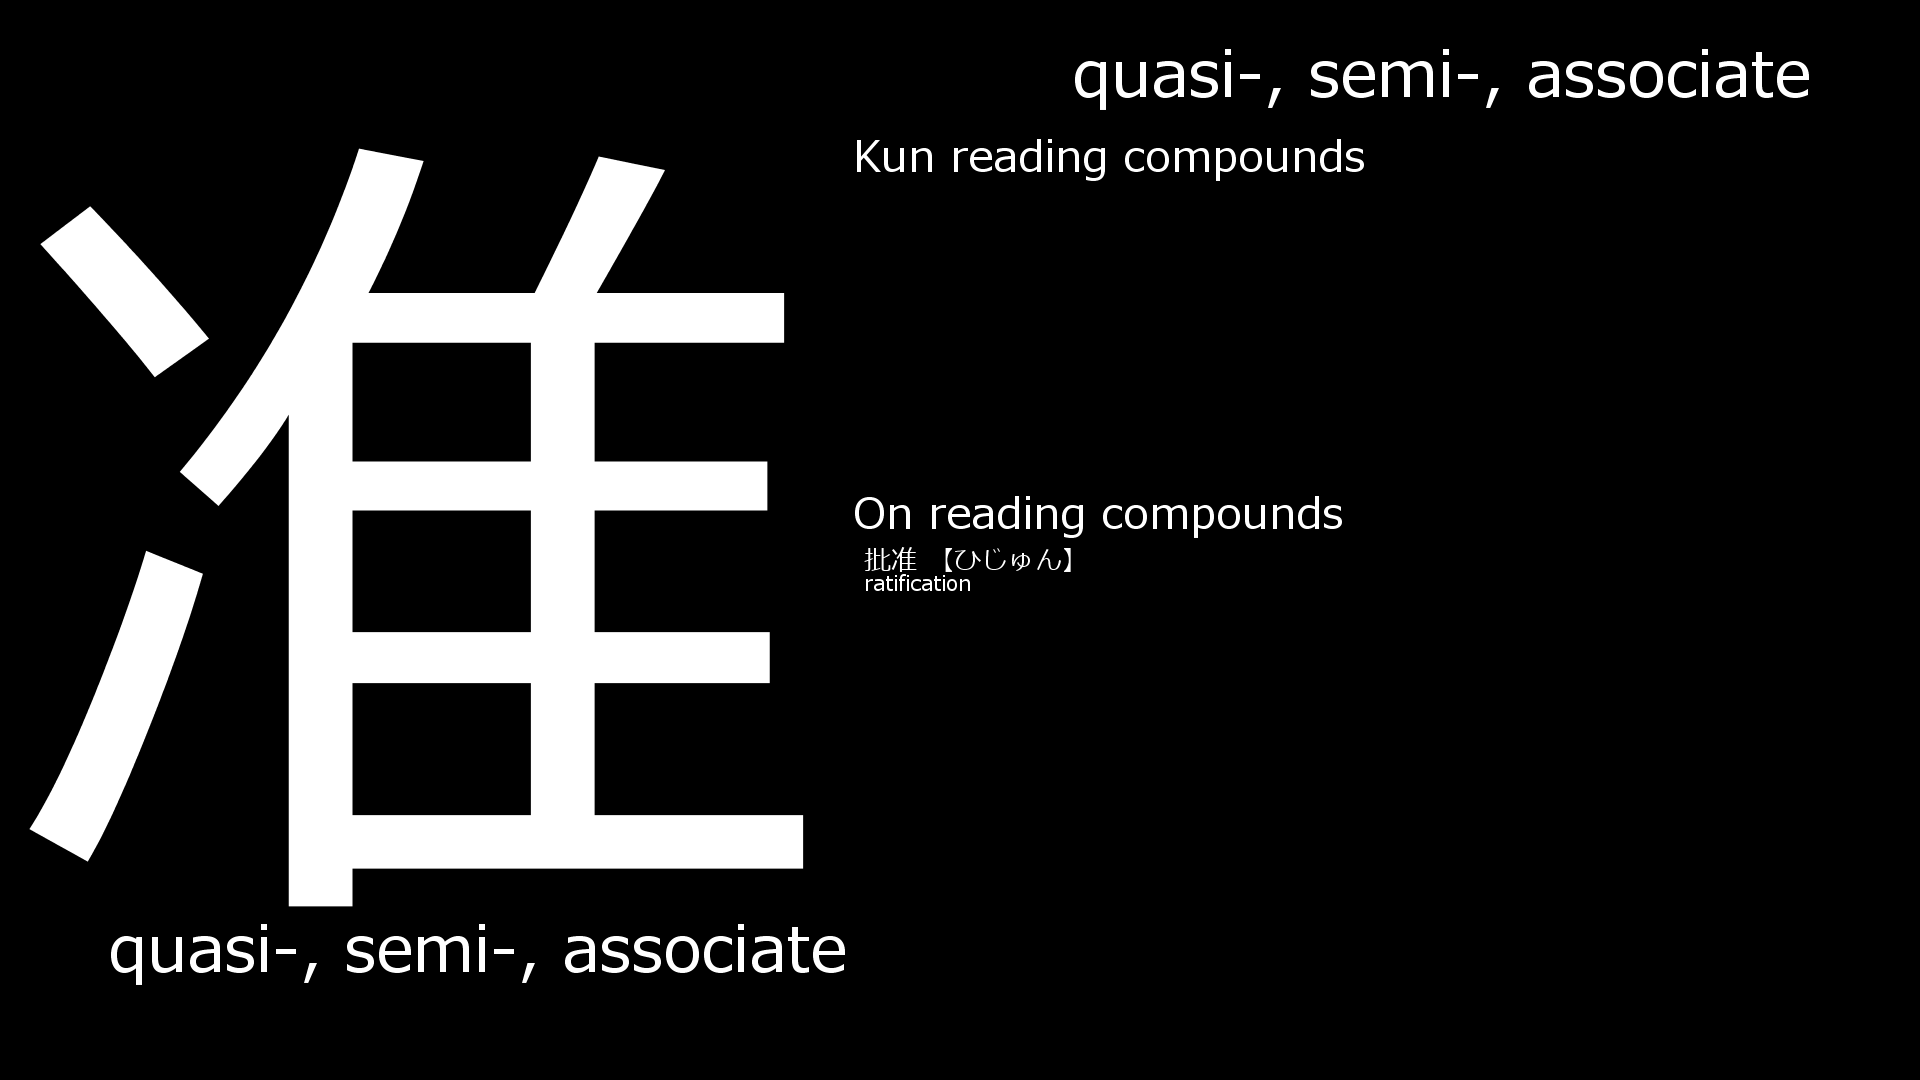 准
quasi-, semi-, associate
quasi-, semi-, associate
Kun reading compounds
On reading compounds
批准 【ひじゅん】
ratification